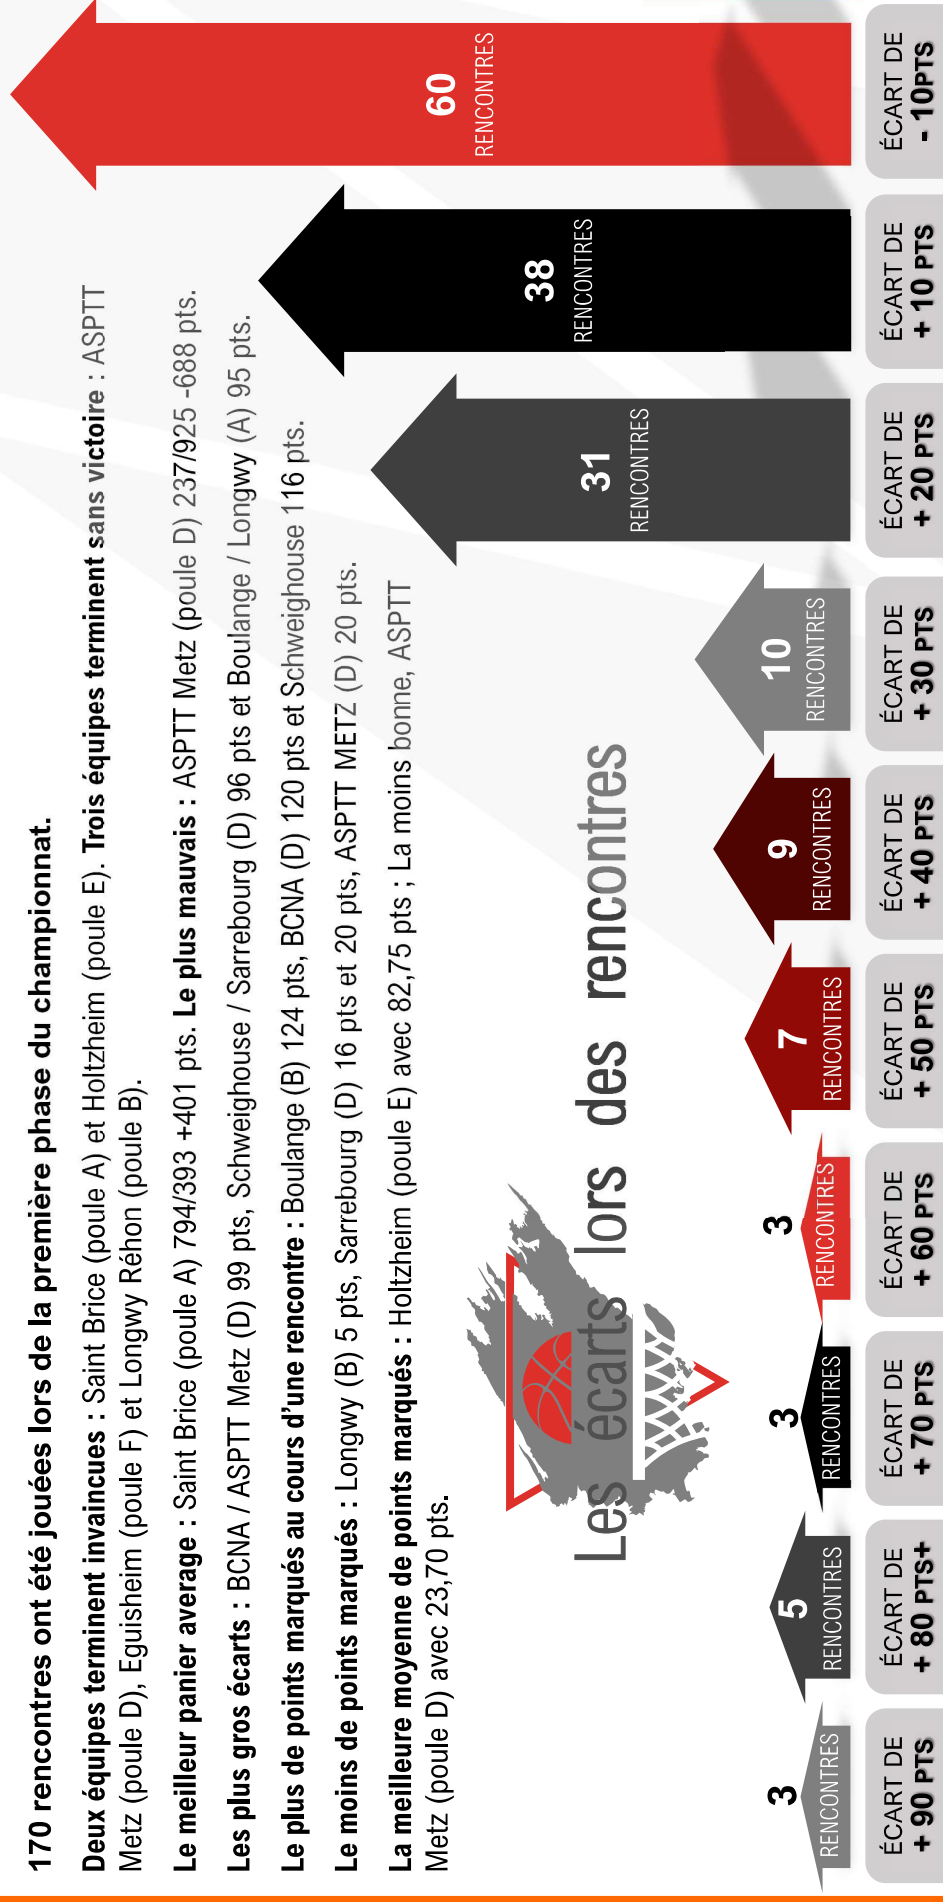 170 rencontres ont été jouées lors de la première phase du championnat.
Deux équipes terminent invaincues : Saint Brice (poule A) et Holtzheim (poule E). Trois équipes terminent sans victoire : ASPTT
Metz (poule D), Eguisheim (poule F) et Longwy Réhon (poule B).
Le meilleur panier average : Saint Brice (poule A) 794/393 +401 pts. Le plus mauvais : ASPTT Metz (poule D) 237/925 -688 pts.
Les plus gros écarts : BCNA / ASPTT Metz (D) 99 pts, Schweighouse / Sarrebourg (D) 96 pts et Boulange / Longwy (A) 95 pts.
Le plus de points marqués au cours d'une rencontre : Boulange (B) 124 pts, BCNA (D) 120 pts et Schweighouse 116 pts.
Le moins de points marqués : Longwy (B) 5 pts, Sarrebourg (D) 16 pts et 20 pts, ASPTT METZ (D) 20 pts.
La meilleure moyenne de points marqués : Holtzheim (poule E) avec 82,75 pts ; La moins bonne, ASPTT
Metz (poule D) avec 23,70 pts.
Les écarts lors des rencontres
3
RENCONTRES
5
RENCONTRES
3
RENCONTRES
3
RENCONTRES
7
RENCONTRES
9
RENCONTRES
10
RENCONTRES
31
RENCONTRES
38
RENCONTRES
60
RENCONTRES
ÉCART DE
+ 90 PTS
ÉCART DE
+ 80 PTS+
ÉCART DE
+ 70 PTS
ÉCART DE
+ 60 PTS
ÉCART DE
+ 50 PTS
ÉCART DE
+ 40 PTS
ÉCART DE
+ 30 PTS
ÉCART DE
+ 20 PTS
ÉCART DE
+ 10 PTS
ÉCART DE
- 10PTS